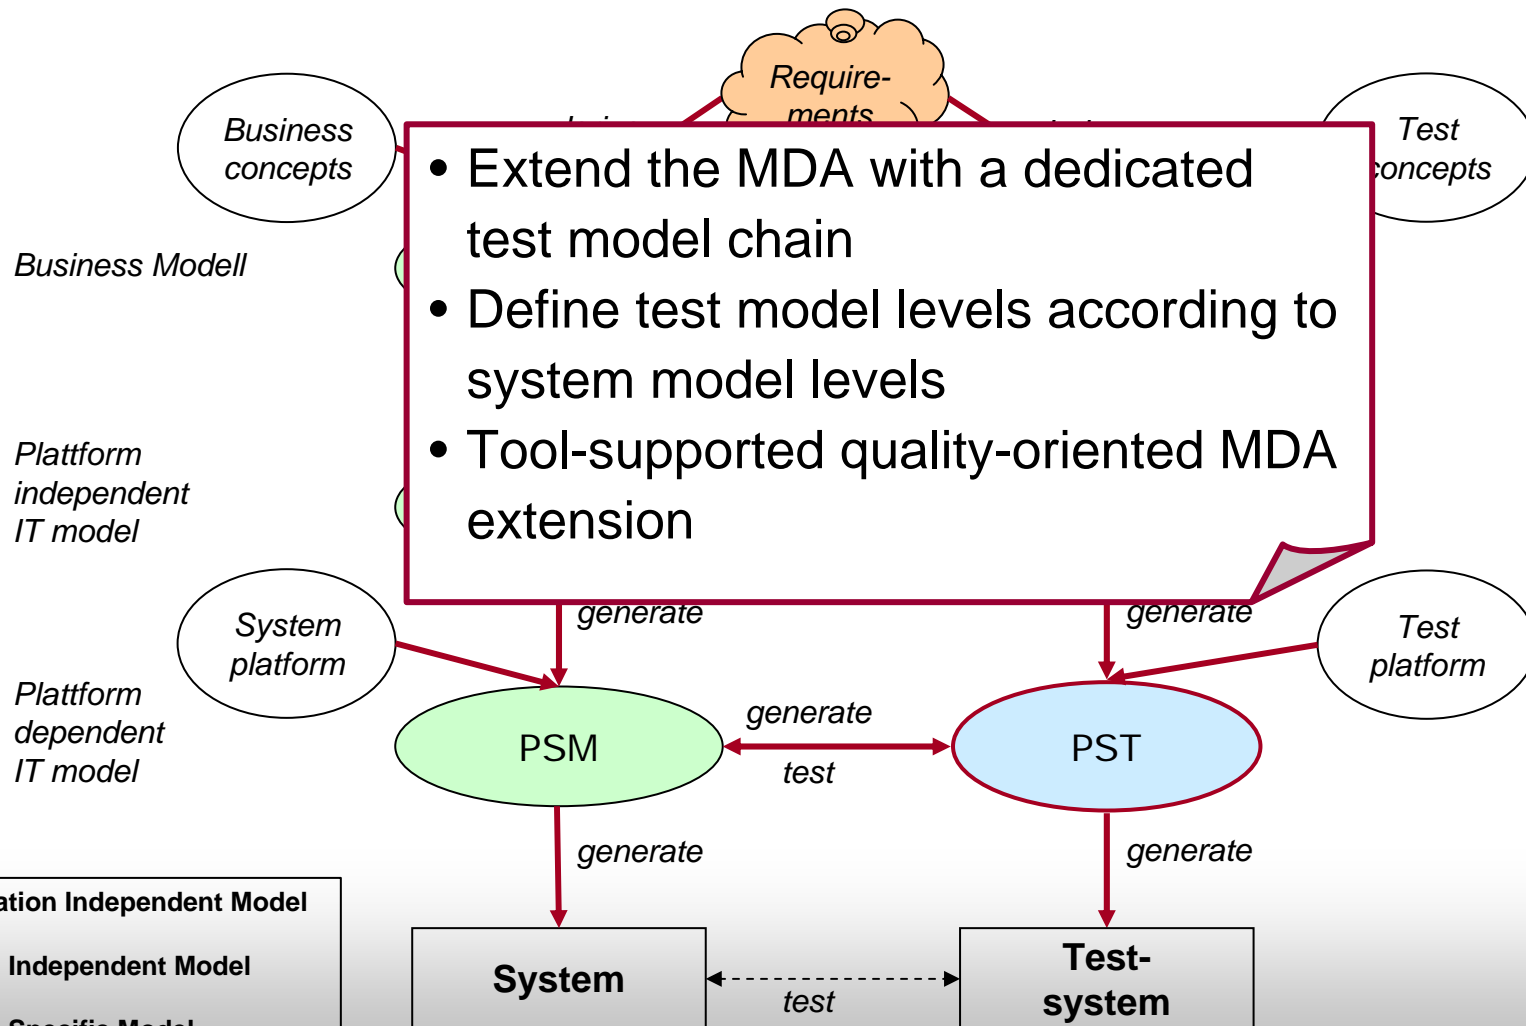 Require-
ments
Business
concepts
Test
concepts
• Extend the MDA with a dedicated
test model chain
• Define test model levels according to
system model levels
• Tool-supported quality-oriented MDA
extension
Business Modell
Plattform
independent
IT model
generate
generate
System
platform
Test
platform
Plattform
dependent
IT model
PSM
generate
test
PST
generate
generate
ation Independent Model
Independent Model
Specific Model
System
test
Test-
system